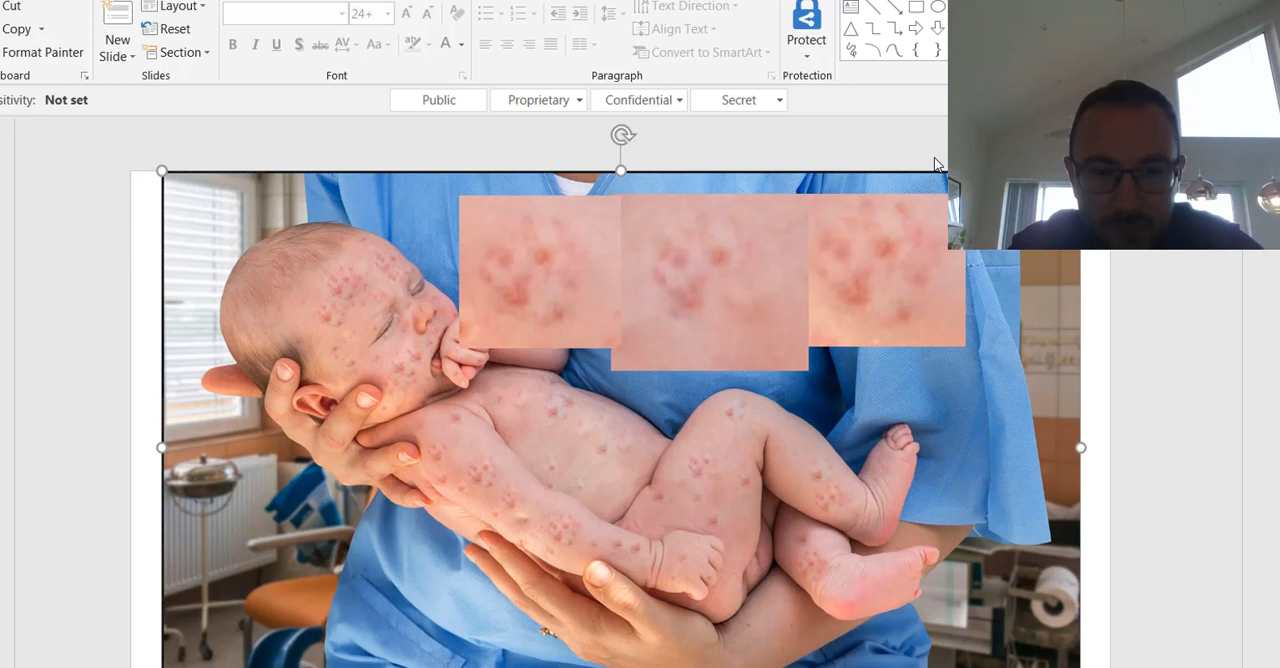 Cut
Layout
Text Direction
24+
Copy
New
Reset
B I U S abc AV Aa A
Align Text
Format Painter
Slide
Section
Convert to SmartArt
board
Slides
Font
Paragraph
Protect
Protection
sitivity: Not set
Public
Proprietary
Confidential
Secret